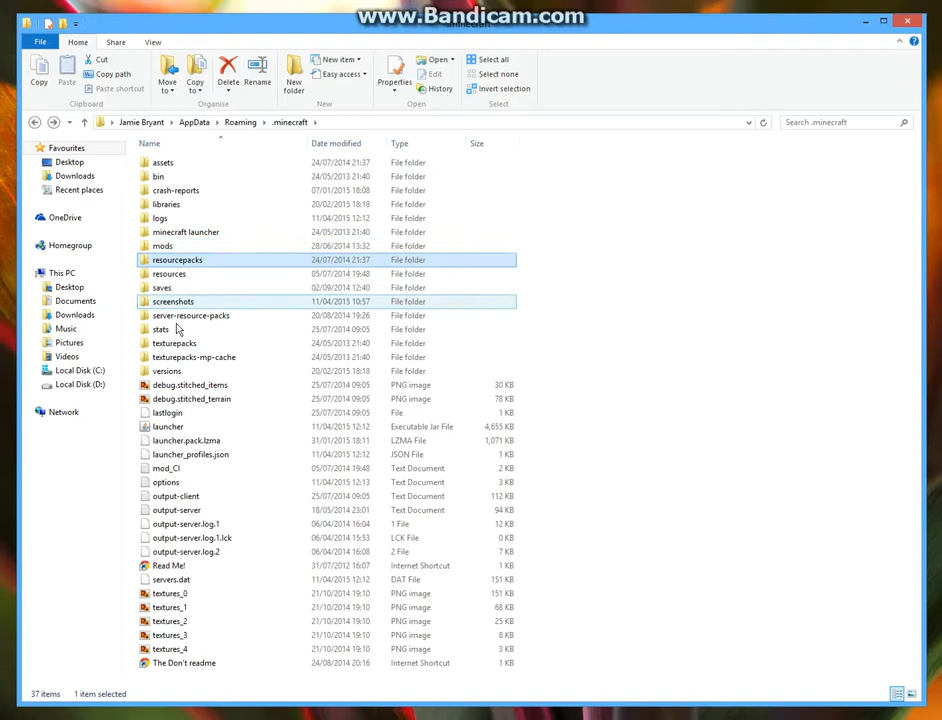 www.Bandicam.com
File Home Share View
Copy
Paste
Cut
Copy path
Paste shortcut
Clipboard
Move to
Copy to
Delete
Rename
Organise
New folder
New item
Easy access
New
Properties
Open
Edit
History
Open
Select all
Select none
Invert selection
Select
Jamie Bryant AppData Roaming .minecraft
Search .minecraft
Favourites
Desktop
Downloads
Recent places
OneDrive
Homegroup
This PC
Desktop
Documents
Downloads
Music
Pictures
Videos
Local Disk (C:)
Local Disk (D:)
Network
Name Date modified Type Size
assets 24/07/2014 21:37 File folder
bin 24/05/2013 21:40 File folder
crash-reports 07/01/2015 18:08 File folder
libraries 20/02/2015 18:18 File folder
logs 11/04/2015 12:12 File folder
minecraft launcher 24/05/2013 21:40 File folder
mods 28/06/2014 13:32 File folder
resourcepacks 24/07/2014 21:37 File folder
resources 05/07/2014 19:48 File folder
saves 02/09/2014 12:40 File folder
screenshots 11/04/2015 10:57 File folder
server-resource-packs 20/08/2014 19:26 File folder
stats 25/07/2014 09:05 File folder
texturepacks 24/05/2013 21:40 File folder
texturepacks-mp-cache 24/05/2013 21:40 File folder
versions 20/02/2015 18:18 File folder
debug.stitched_items 25/07/2014 09:05 PNG image 30 KB
debug.stitched_terrain 25/07/2014 09:05 PNG image 78 KB
lastlogin 25/07/2014 09:05 File 1 KB
launcher 11/04/2015 12:12 Executable Jar File 4,655 KB
launcher.pack.lzma 31/01/2015 18:11 LZMA File 1,071 KB
launcher_profiles.json 11/04/2015 12:12 JSON File 2 KB
mod_CI 05/07/2014 19:48 Text Document 2 KB
options 11/04/2015 12:13 Text Document 3 KB
output-client 25/07/2014 09:05 Text Document 112 KB
output-server 18/05/2014 23:01 Text Document 94 KB
output-server.log.1 06/04/2014 16:04 1 File 12 KB
output-server.log.1.lck 06/04/2014 15:53 LCK File 0 KB
output-server.log.2 06/04/2014 16:08 2 File 7 KB
Read Me! 31/07/2012 16:07 Internet Shortcut 1 KB
servers.dat 11/04/2015 12:12 DAT File 151 KB
textures_0 21/10/2014 19:10 PNG image 151 KB
textures_1 21/10/2014 19:10 PNG image 68 KB
textures_2 21/10/2014 19:10 PNG image 25 KB
textures_3 21/10/2014 19:10 PNG image 8 KB
textures_4 21/10/2014 19:10 PNG image 3 KB
The Don't readme 24/08/2014 20:16 Internet Shortcut 1 KB
37 items 1 item selected